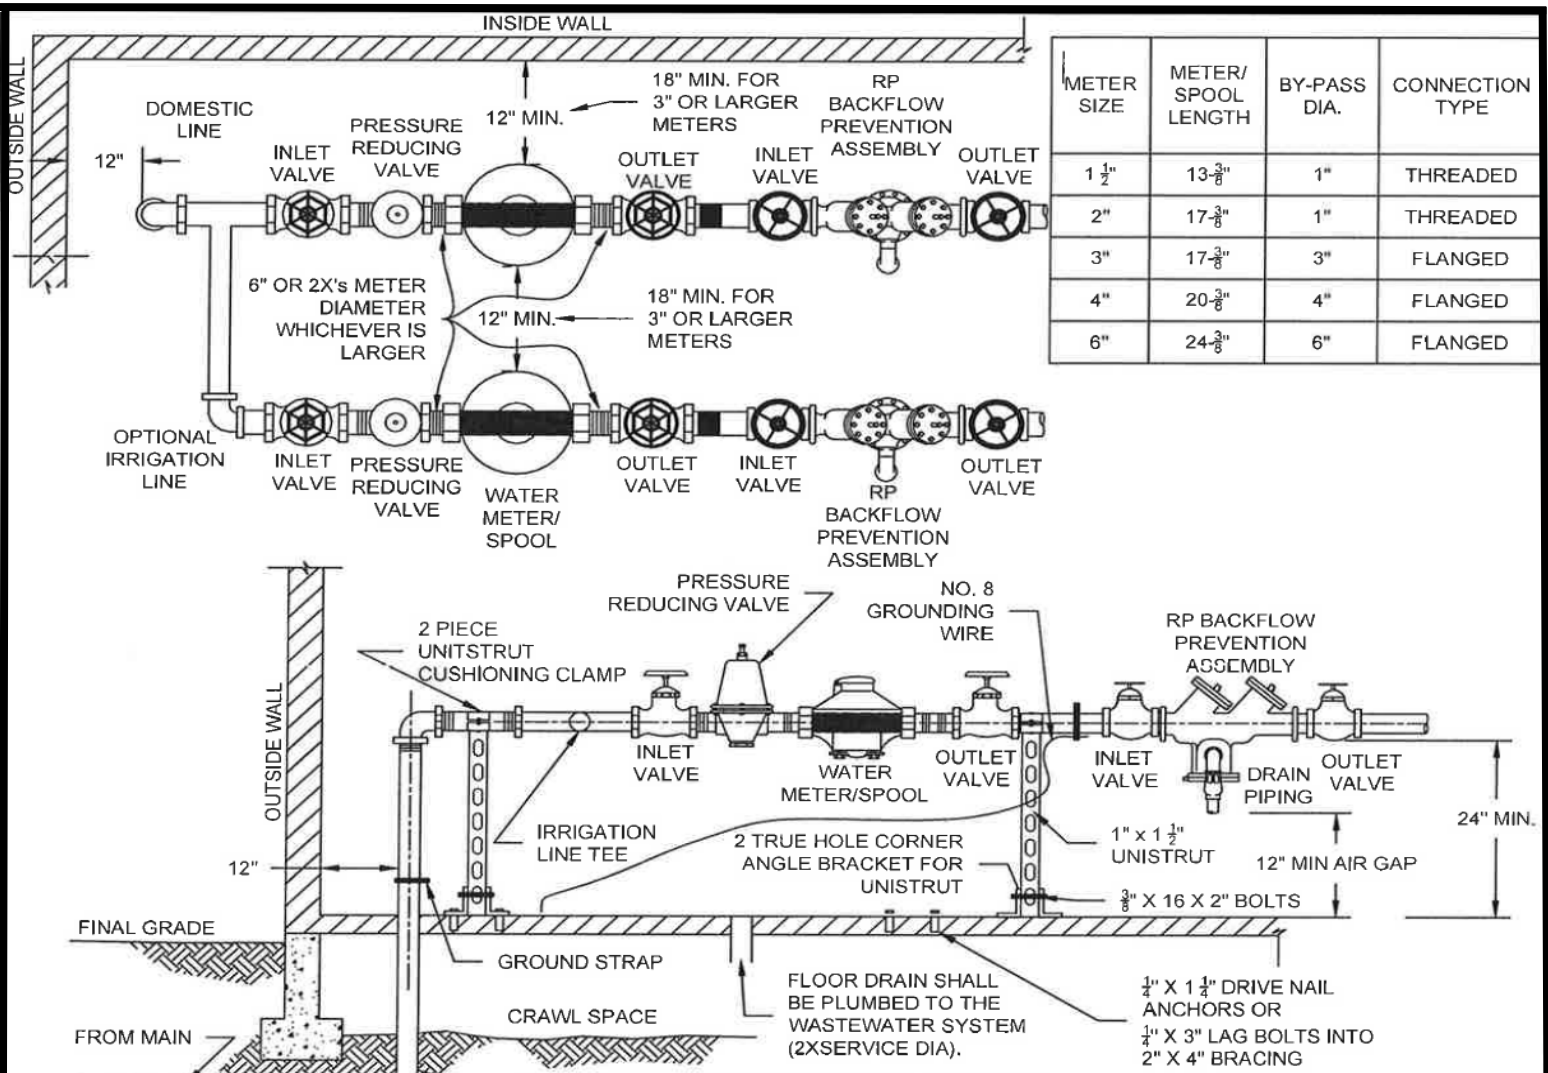 INSIDE WALL
OUTSIDE WALL
DOMESTIC
LINE
12"
INLET
VALVE
PRESSURE
REDUCING
VALVE
12" MIN.
18" MIN. FOR
3" OR LARGER
METERS
OUTLET
VALVE
INLET
VALVE
RP
BACKFLOW
PREVENTION
ASSEMBLY
OUTLET
VALVE
METER
SIZE
METER/
SPOOL
LENGTH
BY-PASS
DIA.
CONNECTION
TYPE
1 1/2" 13-3/8" 1" THREADED
2" 17-3/8" 1" THREADED
3" 17-3/8" 3" FLANGED
4" 20-3/8" 4" FLANGED
6" 24-3/8" 6" FLANGED
6" OR 2X's METER
DIAMETER
WHICHEVER IS
LARGER
12" MIN.
18" MIN. FOR
3" OR LARGER
METERS
OPTIONAL
IRRIGATION
LINE
INLET
VALVE
PRESSURE
REDUCING
VALVE
WATER
METER/
SPOOL
OUTLET
VALVE
INLET
VALVE
RP
BACKFLOW
PREVENTION
ASSEMBLY
OUTLET
VALVE
PRESSURE
REDUCING VALVE
NO. 8
GROUNDING
WIRE
RP BACKFLOW
PREVENTION
ASSEMBLY
2 PIECE
UNITSTRUT
CUSHIONING CLAMP
OUTSIDE WALL
INLET
VALVE
WATER
METER/SPOOL
OUTLET
VALVE
INLET
VALVE
DRAIN
PIPING
OUTLET
VALVE
24" MIN.
IRRIGATION
LINE TEE
2 TRUE HOLE CORNER
ANGLE BRACKET FOR
UNISTRUT
1" x 1 1/2"
UNISTRUT
12" MIN AIR GAP
12"
3/8" X 16 X 2" BOLTS
FINAL GRADE
GROUND STRAP
CRAWL SPACE
FROM MAIN
FLOOR DRAIN SHALL
BE PLUMBED TO THE
WASTEWATER SYSTEM
(2XSERVICE DIA).
1/4" X 1 1/4" DRIVE NAIL
ANCHORS OR
1/4" X 3" LAG BOLTS INTO
2" X 4" BRACING